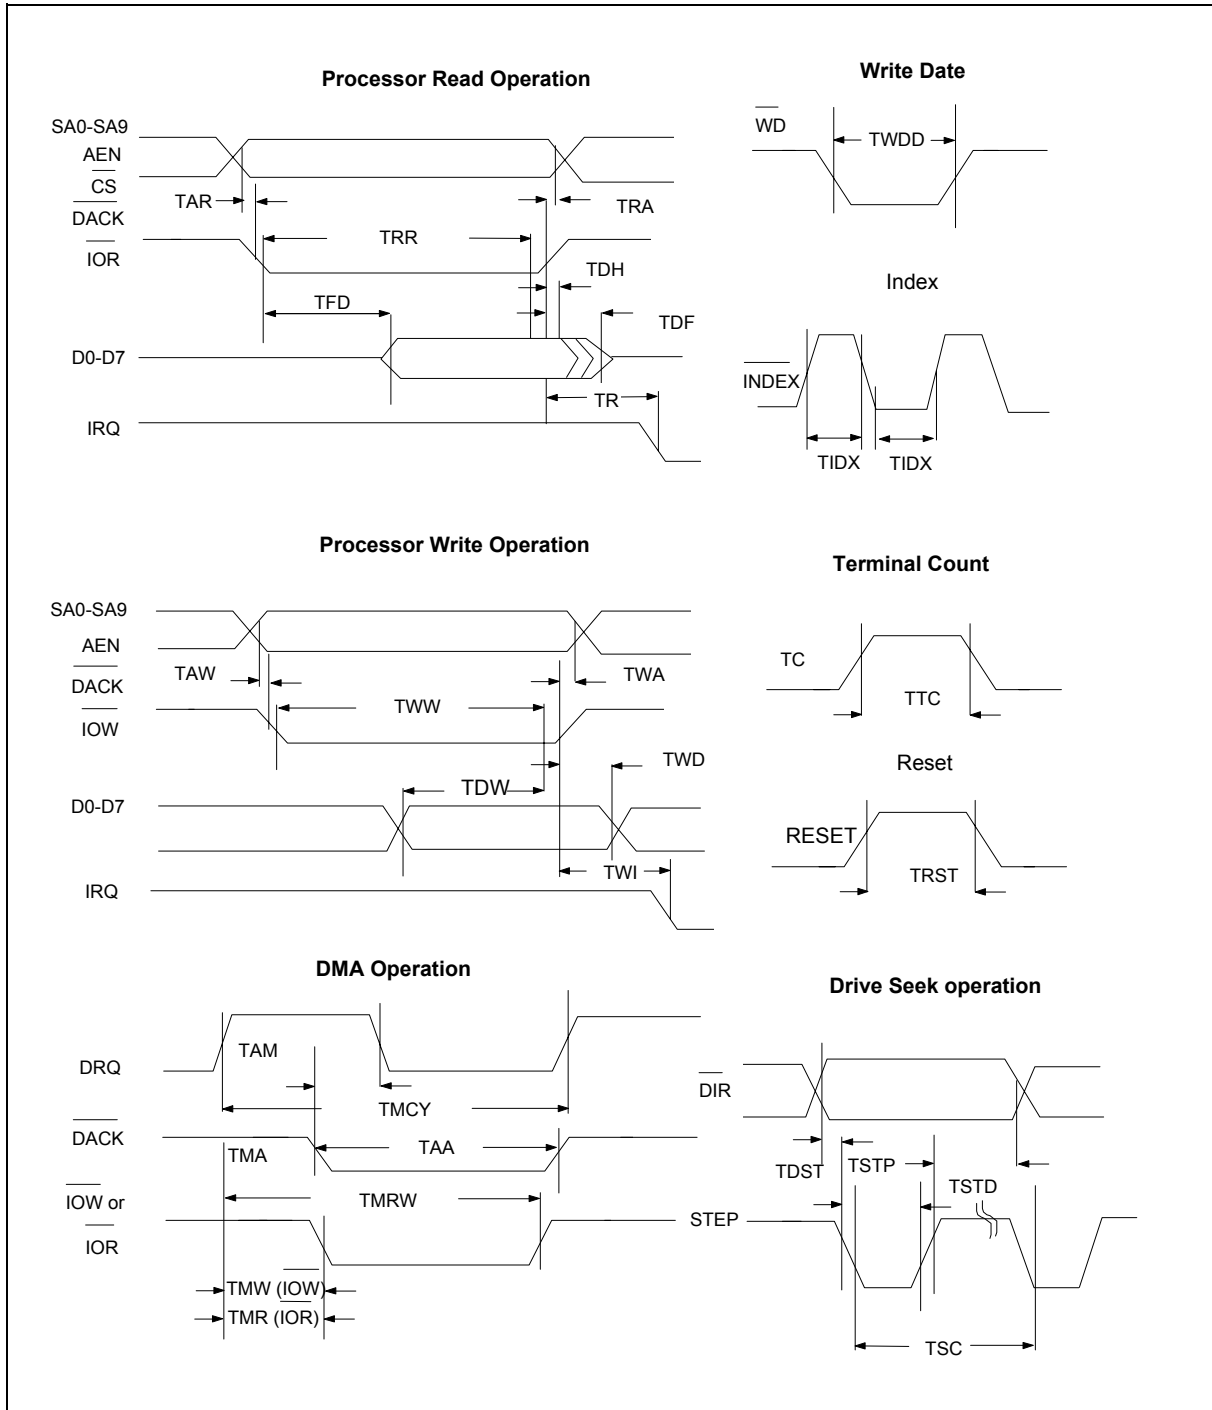 Processor Read Operation
SA0-SA9
AEN
CS
DACK
IOR
TAR
TRA
TRR
TDH
TFD
TDF
D0-D7
TR
IRQ
Write Date
WD
TWDD
Index
INDEX
TIDX
TIDX
Processor Write Operation
SA0-SA9
AEN
DACK
IOW
TAW
TWA
TWW
TWD
TDW
D0-D7
TWI
IRQ
Terminal Count
TC
TTC
Reset
RESET
TRST
DMA Operation
DRQ
TAM
TMCY
DACK
TMA
TAA
IOW or
IOR
TMRW
TMW (IOW)
TMR (IOR)
Drive Seek operation
DIR
TDST
TSTP
TSTD
STEP
TSC